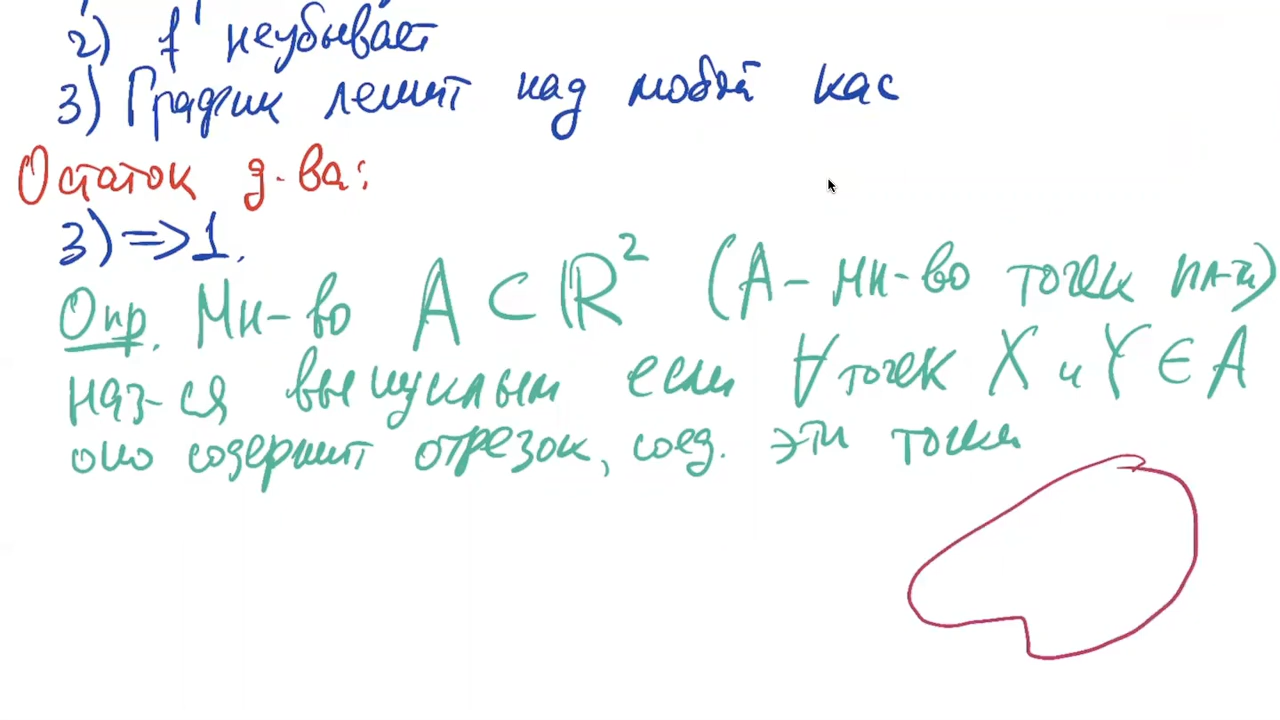 2) f' неубывает
3) График лежит над любой кас
Остаток д-ва:
3) => 1.
Опр. Мн-во A ⊂ ℝ² (A - мн-во точек пл-и)
наз-ся выпуклым если ∀ точек X и Y ∈ A
оно содержит отрезок, соед. эти точки